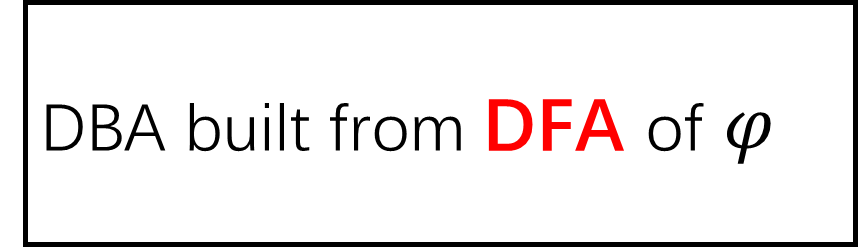 DBA built from DFA of φ